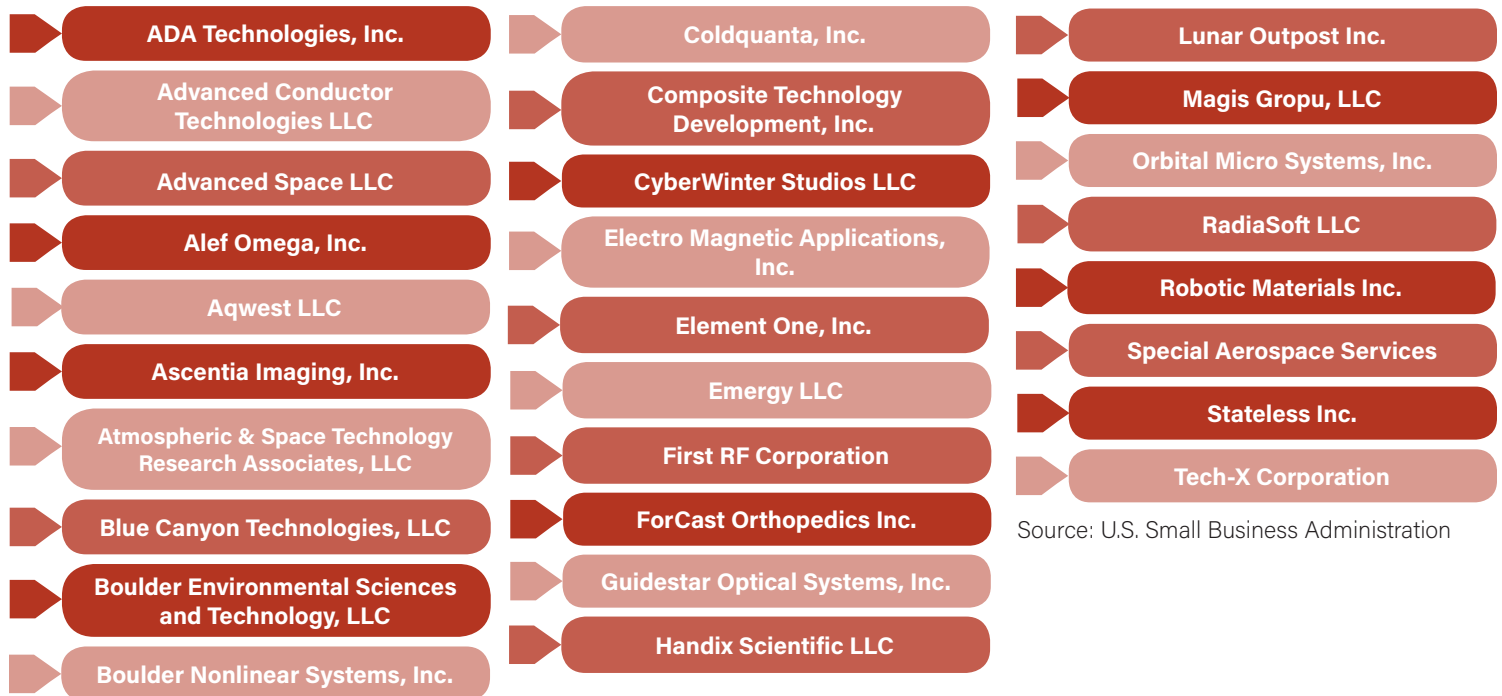 ADA Technologies, Inc.
Advanced Conductor
Technologies LLC
Advanced Space LLC
Alef Omega, Inc.
Aqwest LLC
Ascentia Imaging, Inc.
Atmospheric & Space Technology
Research Associates, LLC
Blue Canyon Technologies, LLC
Boulder Environmental Sciences
and Technology, LLC
Boulder Nonlinear Systems, Inc.
Coldquanta, Inc.
Composite Technology
Development, Inc.
CyberWinter Studios LLC
Electro Magnetic Applications,
Inc.
Element One, Inc.
Emergy LLC
First RF Corporation
ForCast Orthopedics Inc.
Guidestar Optical Systems, Inc.
Handix Scientific LLC
Lunar Outpost Inc.
Magis Gropu, LLC
Orbital Micro Systems, Inc.
RadiaSoft LLC
Robotic Materials Inc.
Special Aerospace Services
Stateless Inc.
Tech-X Corporation
Source: U.S. Small Business Administration